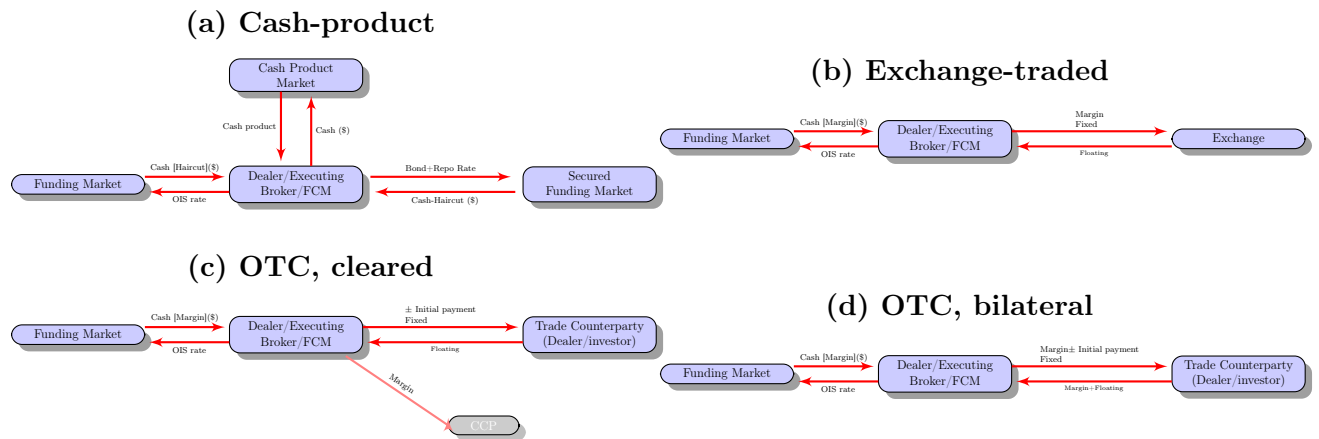 (a) Cash-product
Cash Product
Market
Cash product
Cash ($)
Cash [Haircut]($)
Funding Market
OIS rate
Dealer/Executing
Broker/FCM
Bond+Repo Rate
Cash-Haircut ($)
Secured
Funding Market
(b) Exchange-traded
Cash [Margin]($)
Funding Market
OIS rate
Dealer/Executing
Broker/FCM
Margin
Fixed
Floating
Exchange
(c) OTC, cleared
Cash [Margin]($)
Funding Market
OIS rate
Dealer/Executing
Broker/FCM
± Initial payment
Fixed
Floating
Trade Counterparty
(Dealer/investor)
Margin
CCP
(d) OTC, bilateral
Cash [Margin]($)
Funding Market
OIS rate
Dealer/Executing
Broker/FCM
Margin± Initial payment
Fixed
Margin+Floating
Trade Counterparty
(Dealer/investor)